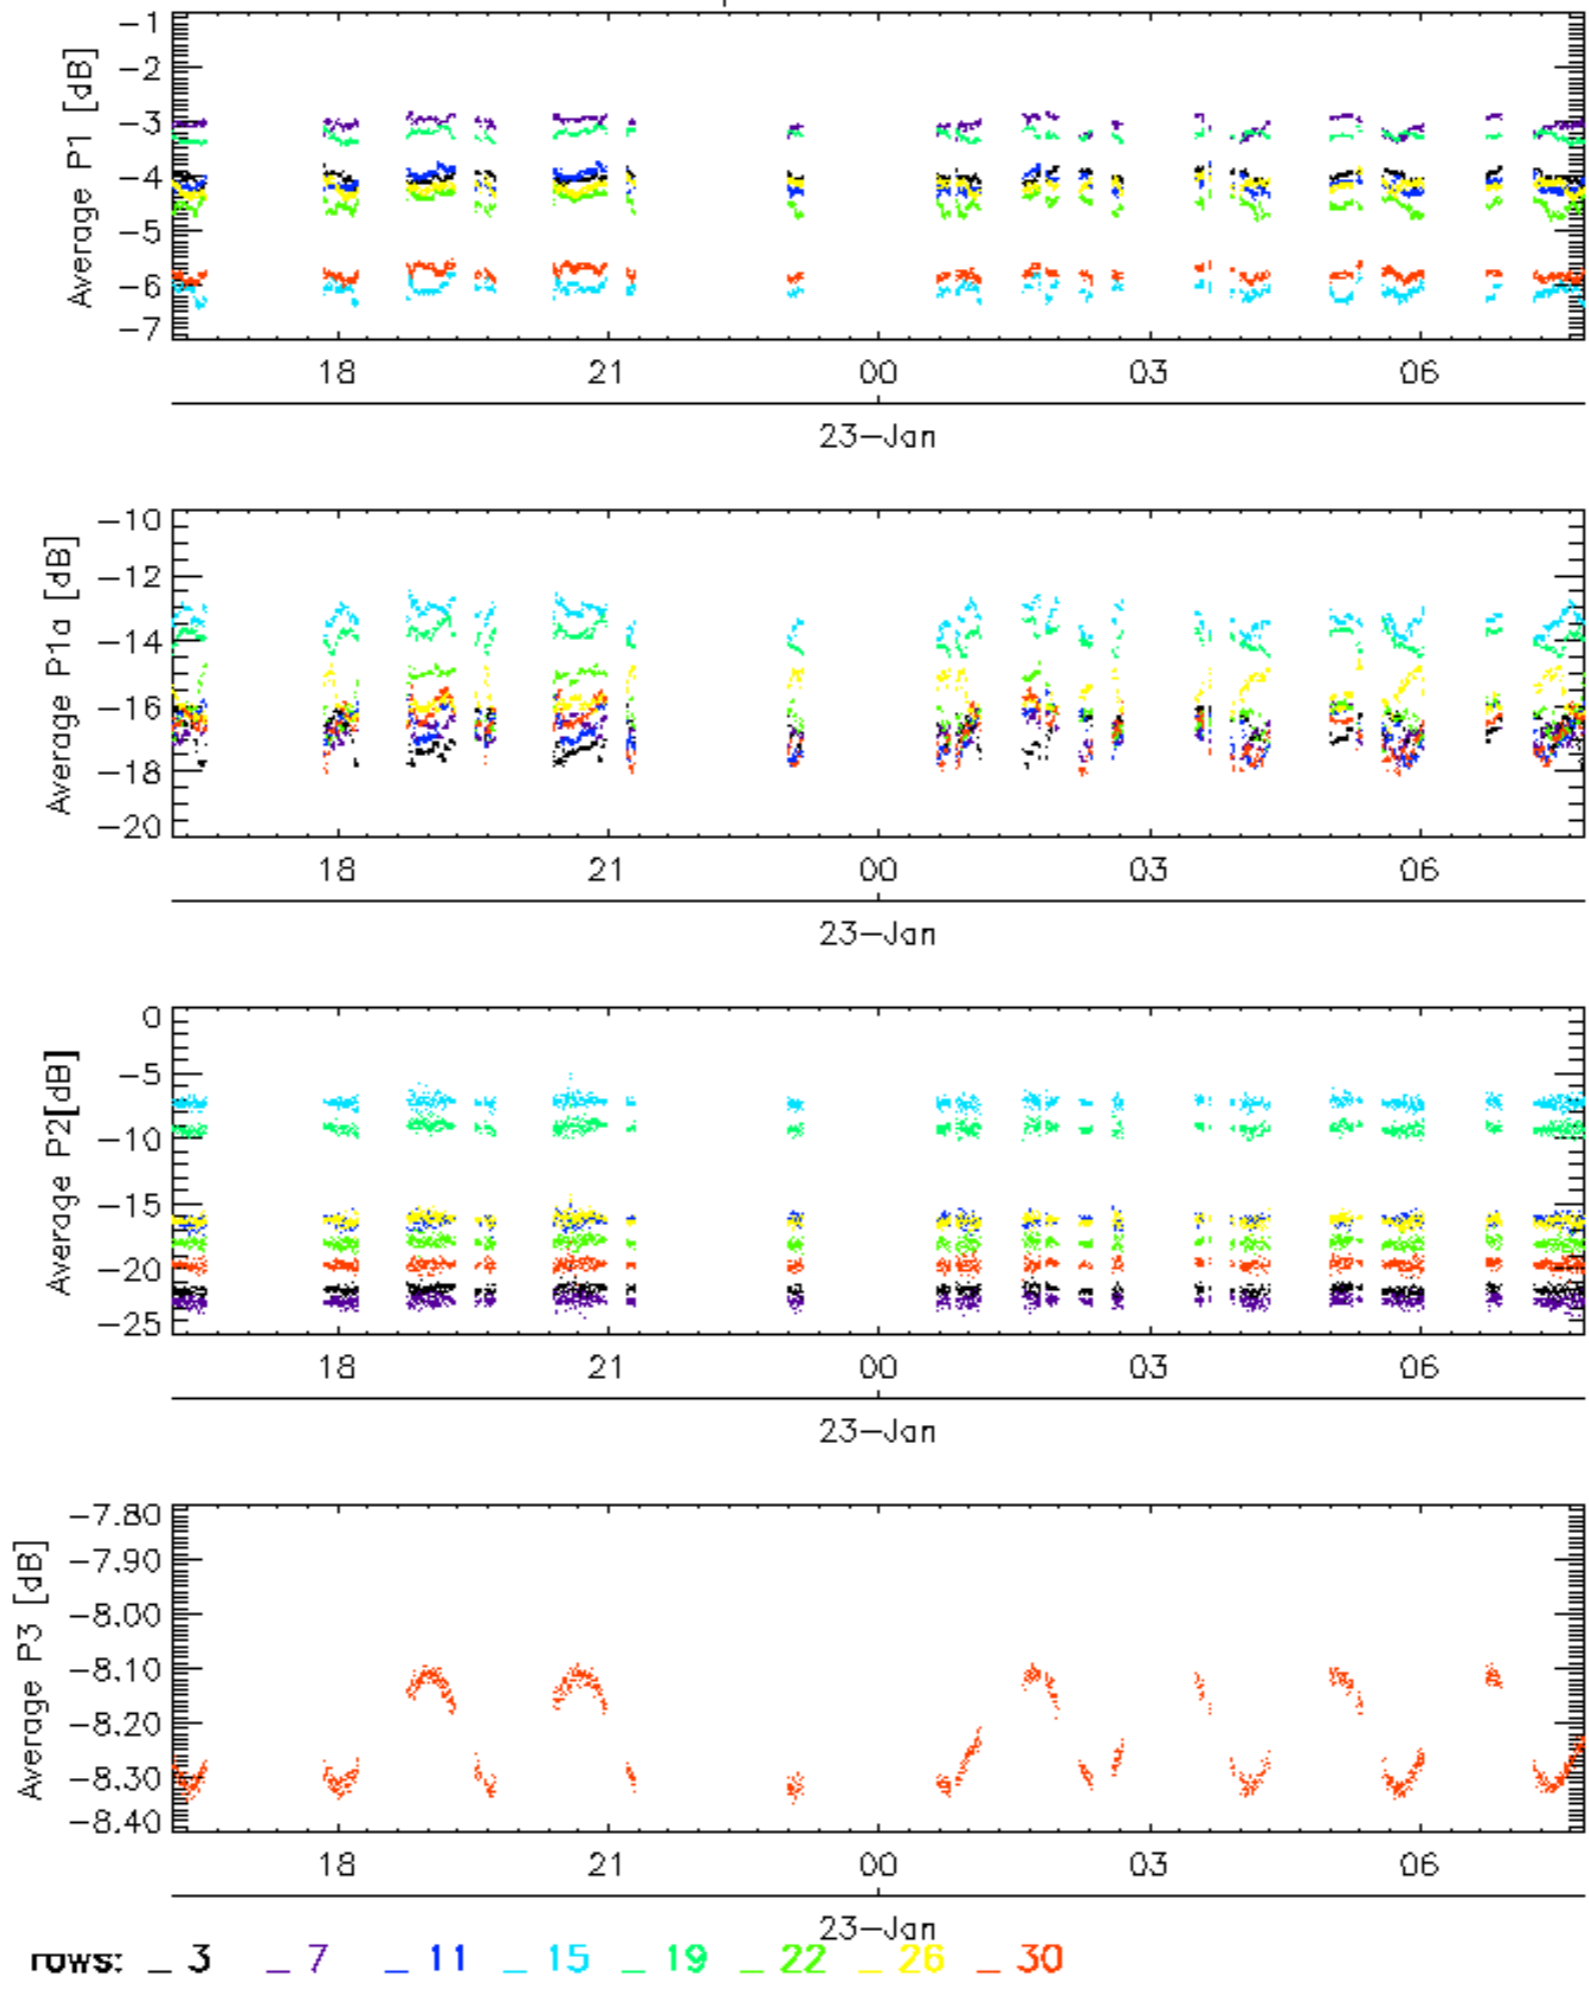 Average P1 [dB]
-1
-2
-3
-4
-5
-6
-7
18 21 00 03 06
23-Jan
Average P1a [dB]
-10
-12
-14
-16
-18
-20
18 21 00 03 06
23-Jan
Average P2[dB]
0
-5
-10
-15
-20
-25
18 21 00 03 06
23-Jan
Average P3 [dB]
-7.80
-7.90
-8.00
-8.10
-8.20
-8.30
-8.40
18 21 00 03 06
23-Jan
rows: _ 3 _ 7 _ 11 _ 15 _ 19 _ 22 _ 26 _ 30